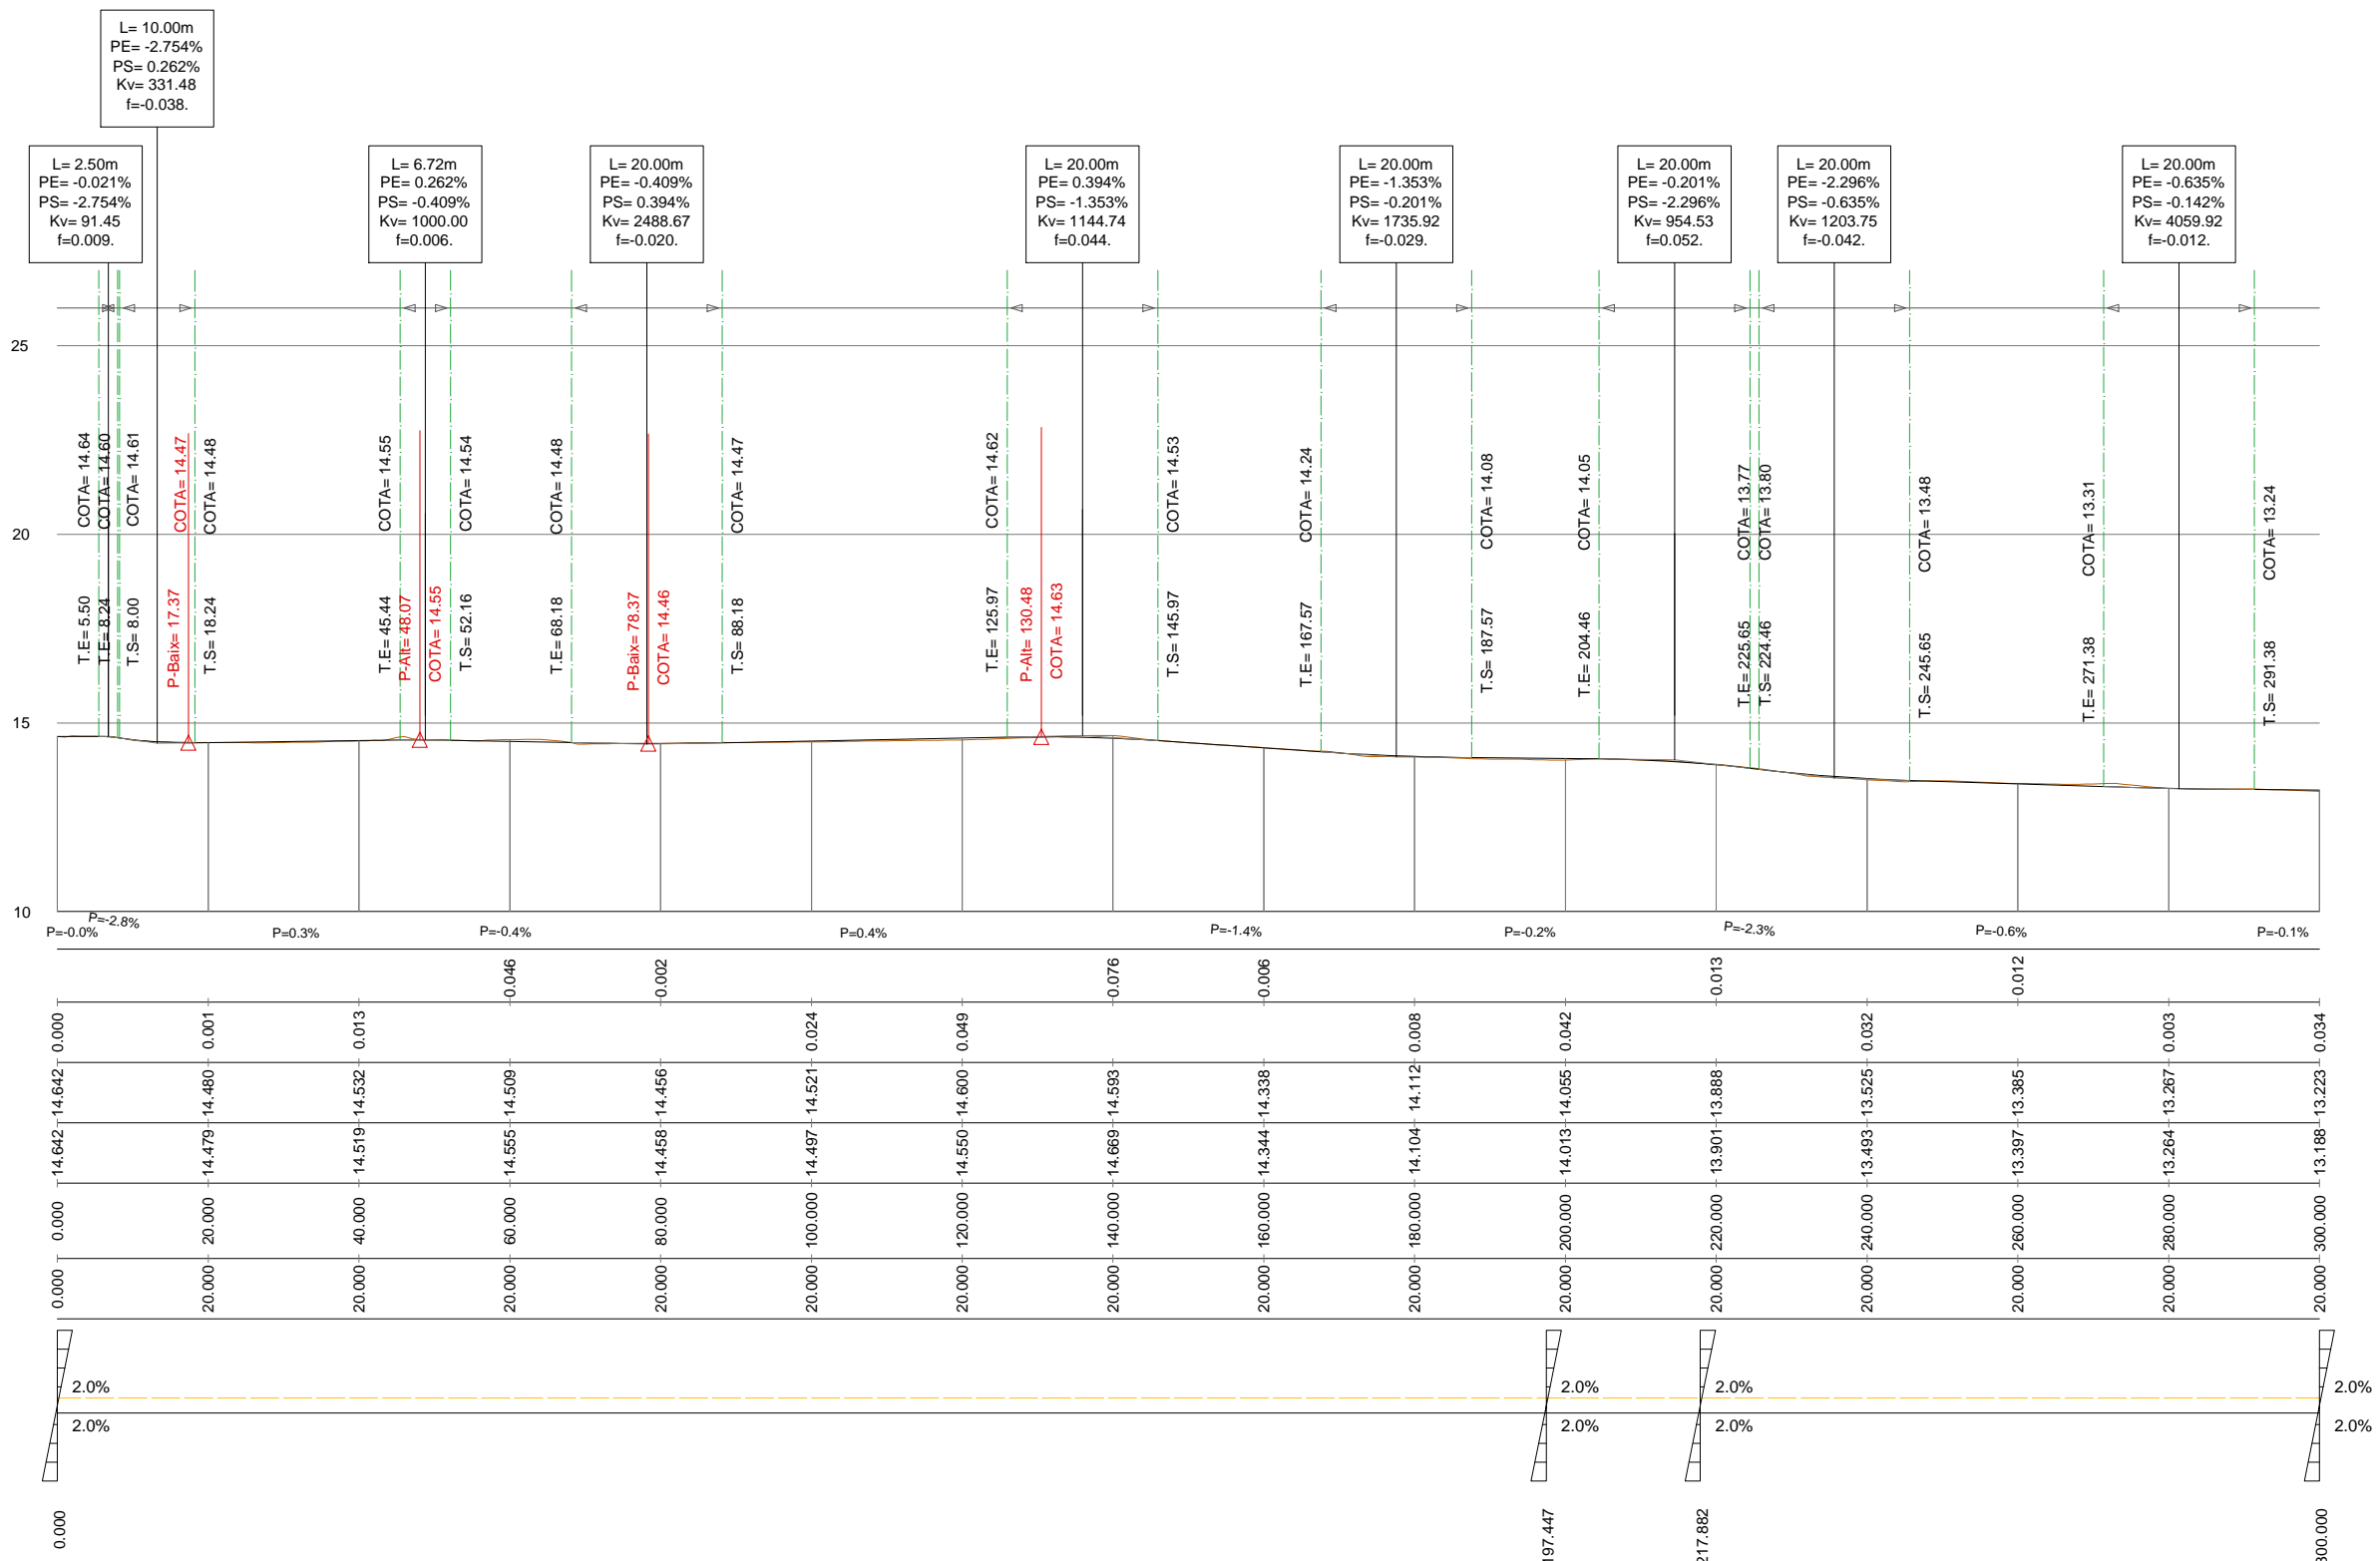 L= 10.00m
PE= -2.754%
PS= 0.262%
Kv= 331.48
f=-0.038.
L= 2.50m
PE= -0.021%
PS= -2.754%
Kv= 91.45
f=0.009.
L= 6.72m
PE= 0.262%
PS= -0.409%
Kv= 1000.00
f=0.006.
L= 20.00m
PE= -0.409%
PS= 0.394%
Kv= 2488.67
f=-0.020.
L= 20.00m
PE= 0.394%
PS= -1.353%
Kv= 1144.74
f=0.044.
L= 20.00m
PE= -1.353%
PS= -0.201%
Kv= 1735.92
f=-0.029.
L= 20.00m
PE= -0.201%
PS= -2.296%
Kv= 954.53
f=0.052.
L= 20.00m
PE= -2.296%
PS= -0.635%
Kv= 1203.75
f=-0.042.
L= 20.00m
PE= -0.635%
PS= -0.142%
Kv= 4059.92
f=-0.012.
25
20
15
10
T.E= 5.50 COTA= 14.64
T.E= 8.24 COTA= 14.60
T.S= 8.00 COTA= 14.61
P-Baix= 17.37 COTA= 14.47
T.S= 18.24 COTA= 14.48
T.E= 45.44 COTA= 14.55
P-Alt= 48.07
COTA= 14.55
T.S= 52.16 COTA= 14.54
T.E= 68.18 COTA= 14.48
P-Baix= 78.37
COTA= 14.46
T.S= 88.18 COTA= 14.47
T.E= 125.97 COTA= 14.62
P-Alt= 130.48
COTA= 14.63
T.S= 145.97 COTA= 14.53
T.E= 167.57 COTA= 14.24
T.S= 187.57 COTA= 14.08
T.E= 204.46 COTA= 14.05
T.E= 225.65 COTA= 13.77
T.S= 224.46 COTA= 13.80
T.S= 245.65 COTA= 13.48
T.E= 271.38 COTA= 13.31
T.S= 291.38 COTA= 13.24
P=-0.0% P=-2.8% P=0.3% P=-0.4% P=0.4% P=-1.4% P=-0.2% P=-2.3% P=-0.6% P=-0.1%
0.046 0.002 0.076 0.006 0.013 0.012
0.000 0.001 0.013 0.024 0.049 0.008 0.042 0.032 0.003 0.034
14.642 14.480 14.532 14.509 14.456 14.521 14.600 14.593 14.338 14.112 14.055 13.888 13.525 13.385 13.267 13.223
14.642 14.479 14.519 14.555 14.458 14.497 14.550 14.669 14.344 14.104 14.013 13.901 13.493 13.397 13.264 13.188
0.000 20.000 40.000 60.000 80.000 100.000 120.000 140.000 160.000 180.000 200.000 220.000 240.000 260.000 280.000 300.000
0.000 20.000 20.000 20.000 20.000 20.000 20.000 20.000 20.000 20.000 20.000 20.000 20.000 20.000 20.000 20.000
2.0% 2.0% 2.0% 2.0%
2.0% 2.0% 2.0% 2.0%
0.000 197.447 217.882 300.000